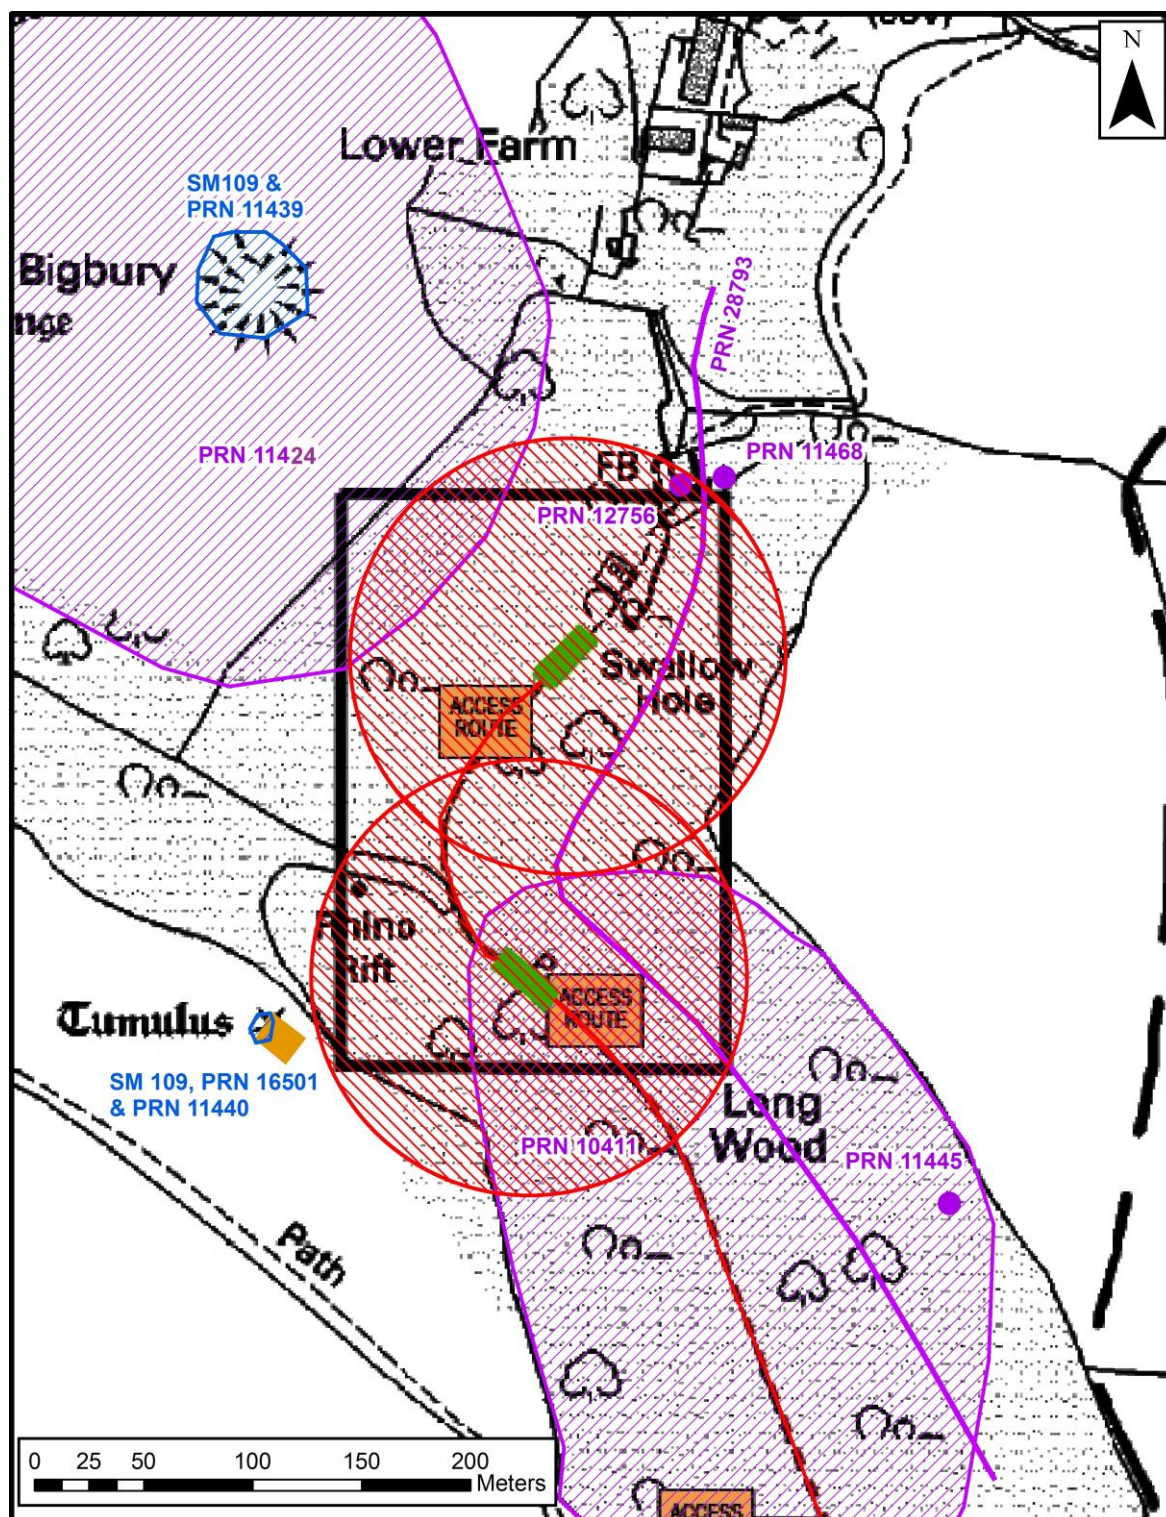 N
Lower Farm
SM109 &
PRN 11439
Bigbury
nge
PRN 28793
PRN 11424
PRN 11468
FB
PRN 12756
Swallow
Hole
ACCESS
ROUTE
Rhino
Rift
ACCESS
ROUTE
Tumulus
SM 109, PRN 16501
& PRN 11440
Long
Wood
PRN 10411
PRN 11445
Path
0 25 50 100 150 200
Meters
ACCESS